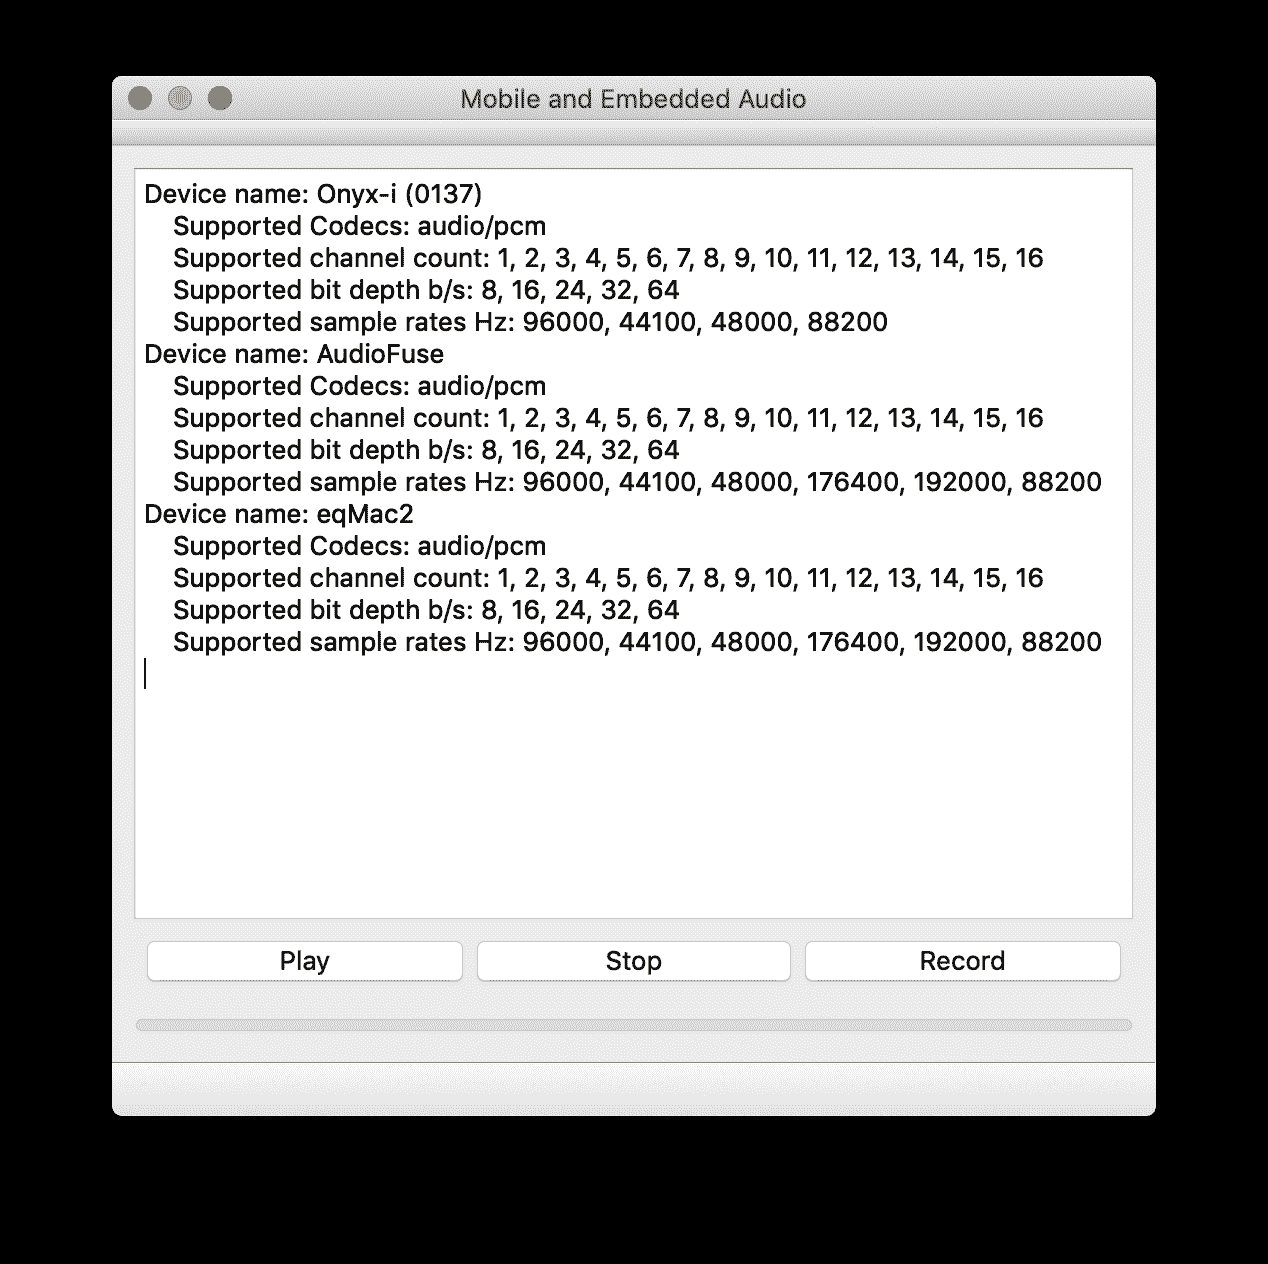 Mobile and Embedded Audio
Device name: Onyx-i (0137)
Supported Codecs: audio/pcm
Supported channel count: 1, 2, 3, 4, 5, 6, 7, 8, 9, 10, 11, 12, 13, 14, 15, 16
Supported bit depth b/s: 8, 16, 24, 32, 64
Supported sample rates Hz: 96000, 44100, 48000, 88200
Device name: AudioFuse
Supported Codecs: audio/pcm
Supported channel count: 1, 2, 3, 4, 5, 6, 7, 8, 9, 10, 11, 12, 13, 14, 15, 16
Supported bit depth b/s: 8, 16, 24, 32, 64
Supported sample rates Hz: 96000, 44100, 48000, 176400, 192000, 88200
Device name: eqMac2
Supported Codecs: audio/pcm
Supported channel count: 1, 2, 3, 4, 5, 6, 7, 8, 9, 10, 11, 12, 13, 14, 15, 16
Supported bit depth b/s: 8, 16, 24, 32, 64
Supported sample rates Hz: 96000, 44100, 48000, 176400, 192000, 88200
Play Stop Record